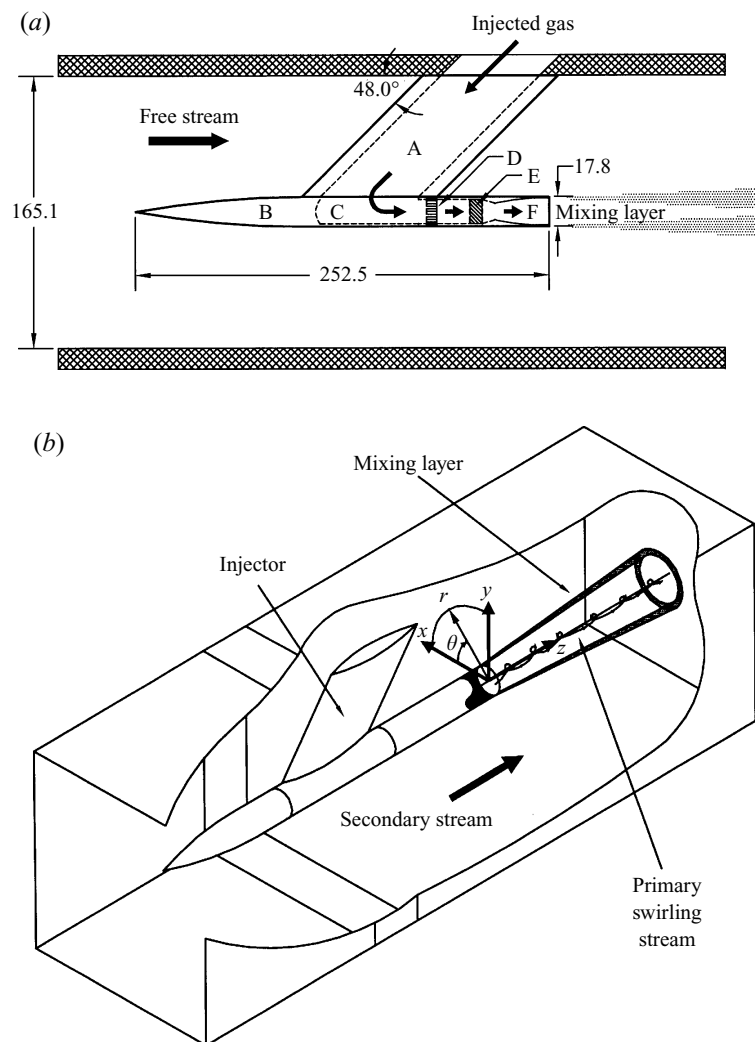 (a)
Injected gas
48.0°
Free stream
A
D
E
17.8
165.1
B
C
F
Mixing layer
252.5
(b)
Mixing layer
Injector
y
r
x
θ
z
Secondary stream
Primary
swirling
stream